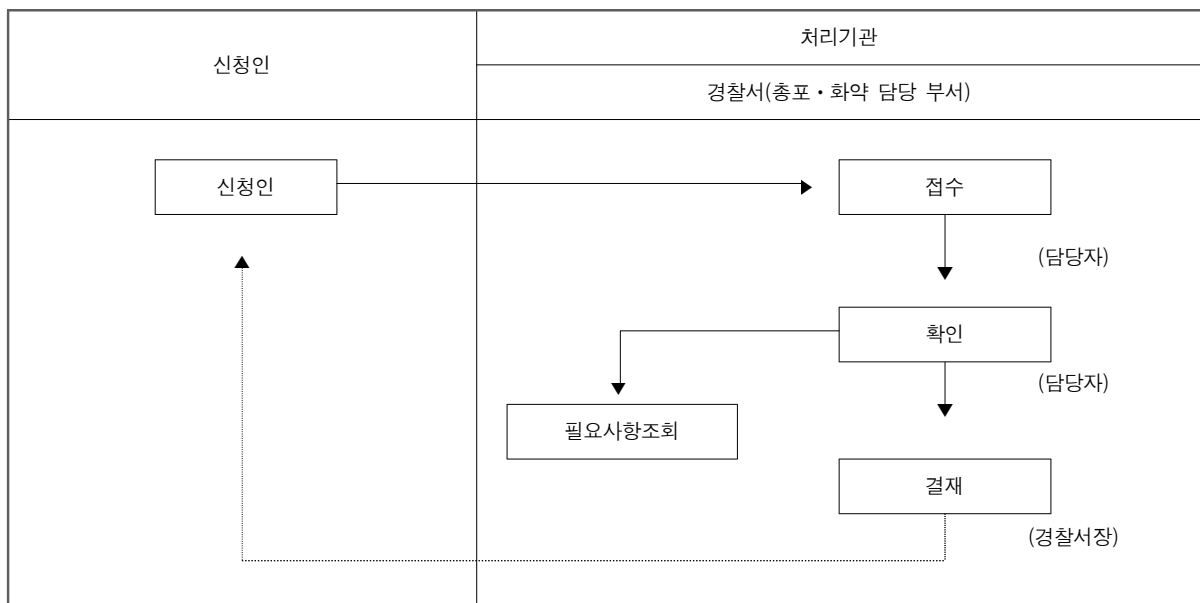 신청인
처리기관
경찰서(총포・화약 담당 부서)
신청인
접수
(담당자)
확인
(담당자)
필요사항조회
결재
(경찰서장)